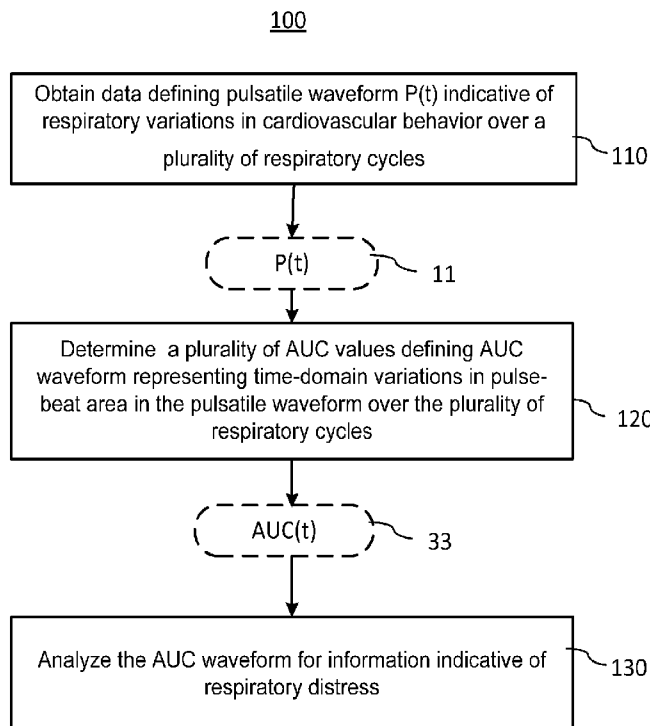 100
Obtain data defining pulsatile waveform P(t) indicative of
respiratory variations in cardiovascular behavior over a
plurality of respiratory cycles
110
P(t)
11
Determine a plurality of AUC values defining AUC
waveform representing time-domain variations in pulse-
beat area in the pulsatile waveform over the plurality of
respiratory cycles
120
AUC(t)
33
Analyze the AUC waveform for information indicative of
respiratory distress
130